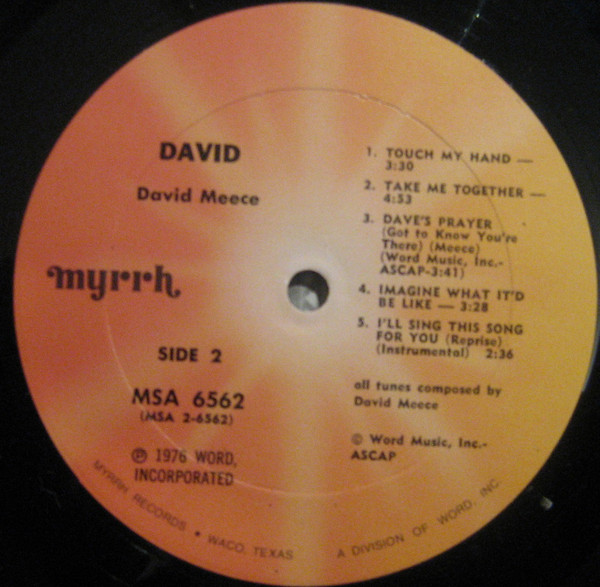 DAVID
David Meece
myrrh
SIDE 2
MSA 6562
(MSA 2-6562)
℗ 1976 WORD,
INCORPORATED
1. TOUCH MY HAND —
3:30
2. TAKE ME TOGETHER —
4:53
3. DAVE'S PRAYER
(Got to Know You're
There) (Meece)
(Word Music, Inc.-
ASCAP-3:41)
4. IMAGINE WHAT IT'D
BE LIKE — 3:28
5. I'LL SING THIS SONG
FOR YOU (Reprise)
(Instrumental) 2:36
all tunes composed by
David Meece
© Word Music, Inc.-
ASCAP
MYRRH RECORDS • WACO, TEXAS A DIVISION OF WORD, INC.